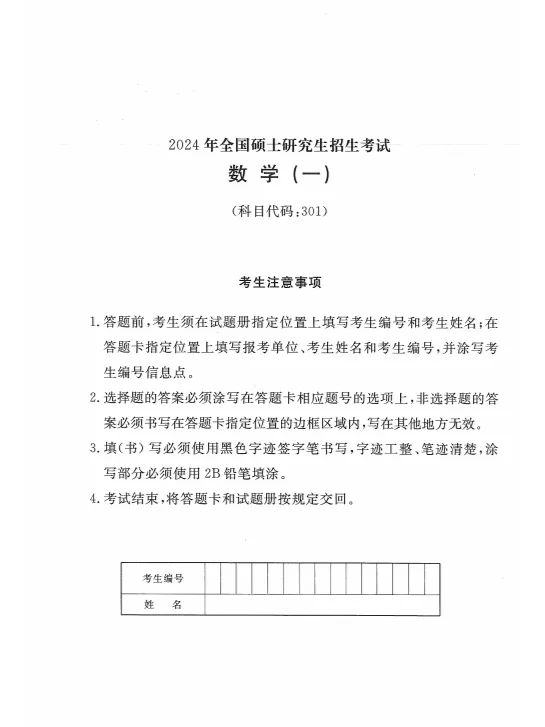 2024 年全国硕士研究生招生考试
数 学 (一)
(科目代码:301)
考生注意事项
1. 答题前,考生须在试题册指定位置上填写考生编号和考生姓名;在
答题卡指定位置上填写报考单位、考生姓名和考生编号,并涂写考
生编号信息点。
2. 选择题的答案必须涂写在答题卡相应题号的选项上,非选择题的答
案必须书写在答题卡指定位置的边框区域内,写在其他地方无效。
3. 填(书) 写必须使用黑色字迹签字笔书写,字迹工整、笔迹清楚,涂
写部分必须使用 2B 铅笔填涂。
4. 考试结束,将答题卡和试题册按规定交回。
考生编号
姓 名